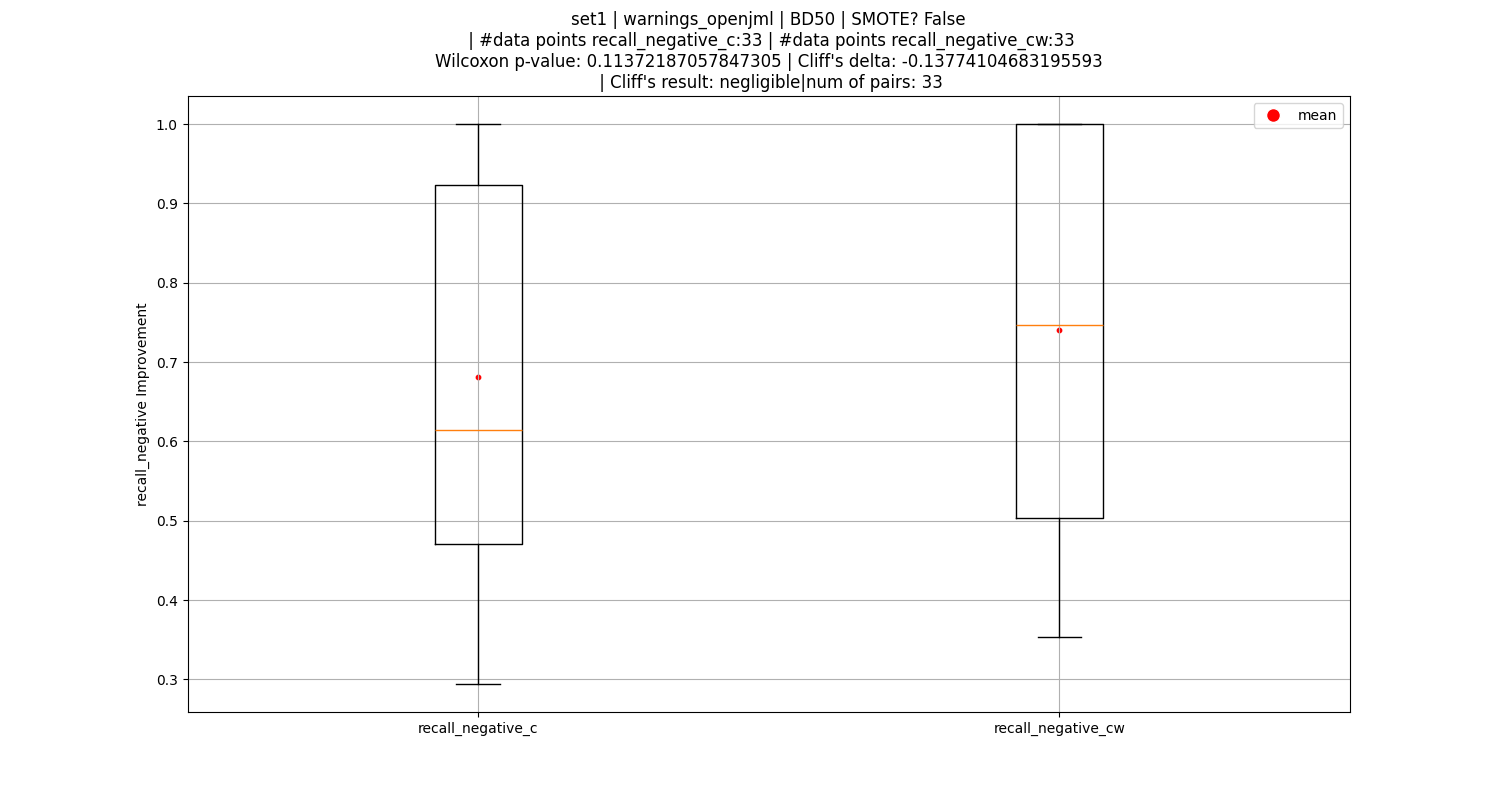 set1 | warnings_openjml | BD50 | SMOTE? False
| #data points recall_negative_c:33 | #data points recall_negative_cw:33
Wilcoxon p-value: 0.11372187057847305 | Cliff's delta: -0.13774104683195593
| Cliff's result: negligible|num of pairs: 33
mean
1.0
0.9
0.8
0.7
0.6
0.5
0.4
0.3
recall_negative Improvement
recall_negative_c
recall_negative_cw